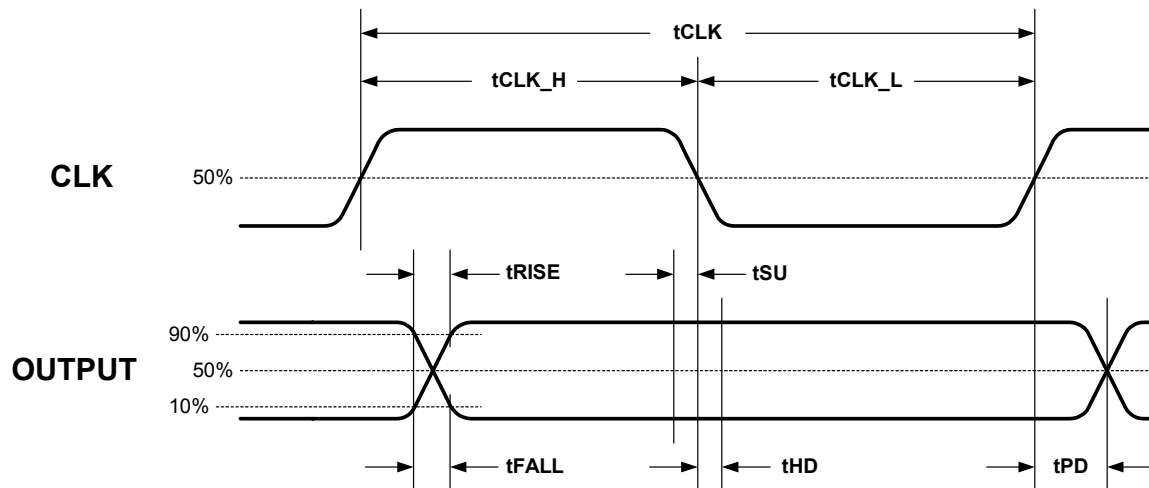 tCLK
tCLK_H
tCLK_L
CLK
50%
tRISE
tSU
90%
OUTPUT
50%
10%
tFALL
tHD
tPD